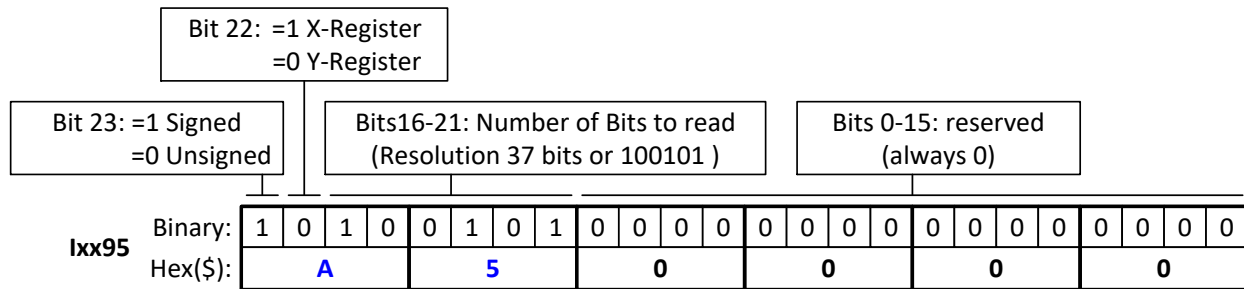 Bit 22: =1 X-Register
=0 Y-Register
Bit 23: =1 Signed
=0 Unsigned
Bits16-21: Number of Bits to read
(Resolution 37 bits or 100101 )
Bits 0-15: reserved
(always 0)
Ixx95
Binary: 1 0 1 0 0 1 0 1 0 0 0 0 0 0 0 0 0 0 0 0 0 0 0 0
Hex($): A 5 0 0 0 0